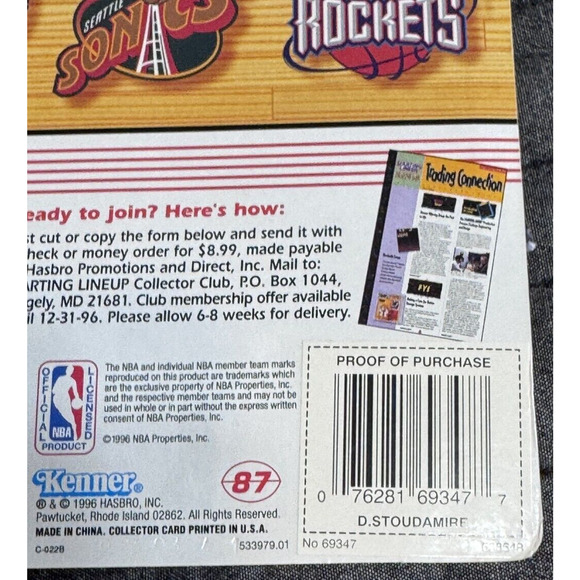 SEATTLE
SONICS
ROCKETS
Trading Connection
eady to join? Here's how:
st cut or copy the form below and send it with
heck or money order for $8.99, made payable
Hasbro Promotions and Direct, Inc. Mail to:
ARTING LINEUP Collector Club, P.O. Box 1044,
gely, MD 21681. Club membership offer available
il 12-31-96. Please allow 6-8 weeks for delivery.
OFFICIAL
LICENSED
NBA
PRODUCT
The NBA and individual NBA member team marks
reproduced on this product are trademarks which
are the exclusive property of NBA Properties, Inc.
and the respective member teams and may not be
used in whole or in part without the express written
consent of NBA Properties, Inc.
©1996 NBA Properties, Inc.
PROOF OF PURCHASE
0 76281 69347 7
D.STOUDAMIRE
Kenner®
87
® & © 1996 HASBRO, INC.
Pawtucket, Rhode Island 02862. All Rights Reserved.
MADE IN CHINA. COLLECTOR CARD PRINTED IN U.S.A.
C-022B
533979.01
No 69347